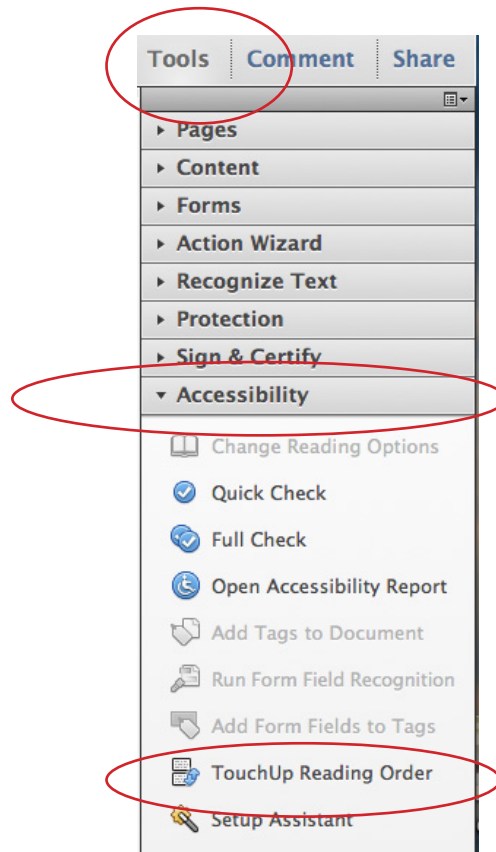 Tools Comment Share
Pages
Content
Forms
Action Wizard
Recognize Text
Protection
Sign & Certify
Accessibility
Change Reading Options
Quick Check
Full Check
Open Accessibility Report
Add Tags to Document
Run Form Field Recognition
Add Form Fields to Tags
TouchUp Reading Order
Setup Assistant